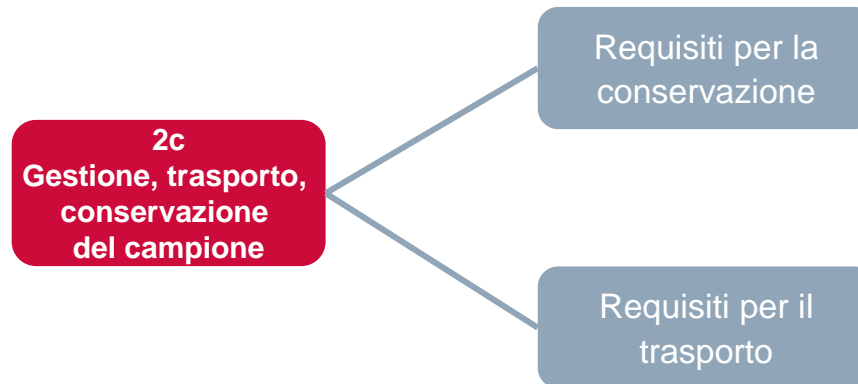 2c
Gestione, trasporto,
conservazione
del campione
Requisiti per la
conservazione
Requisiti per il
trasporto